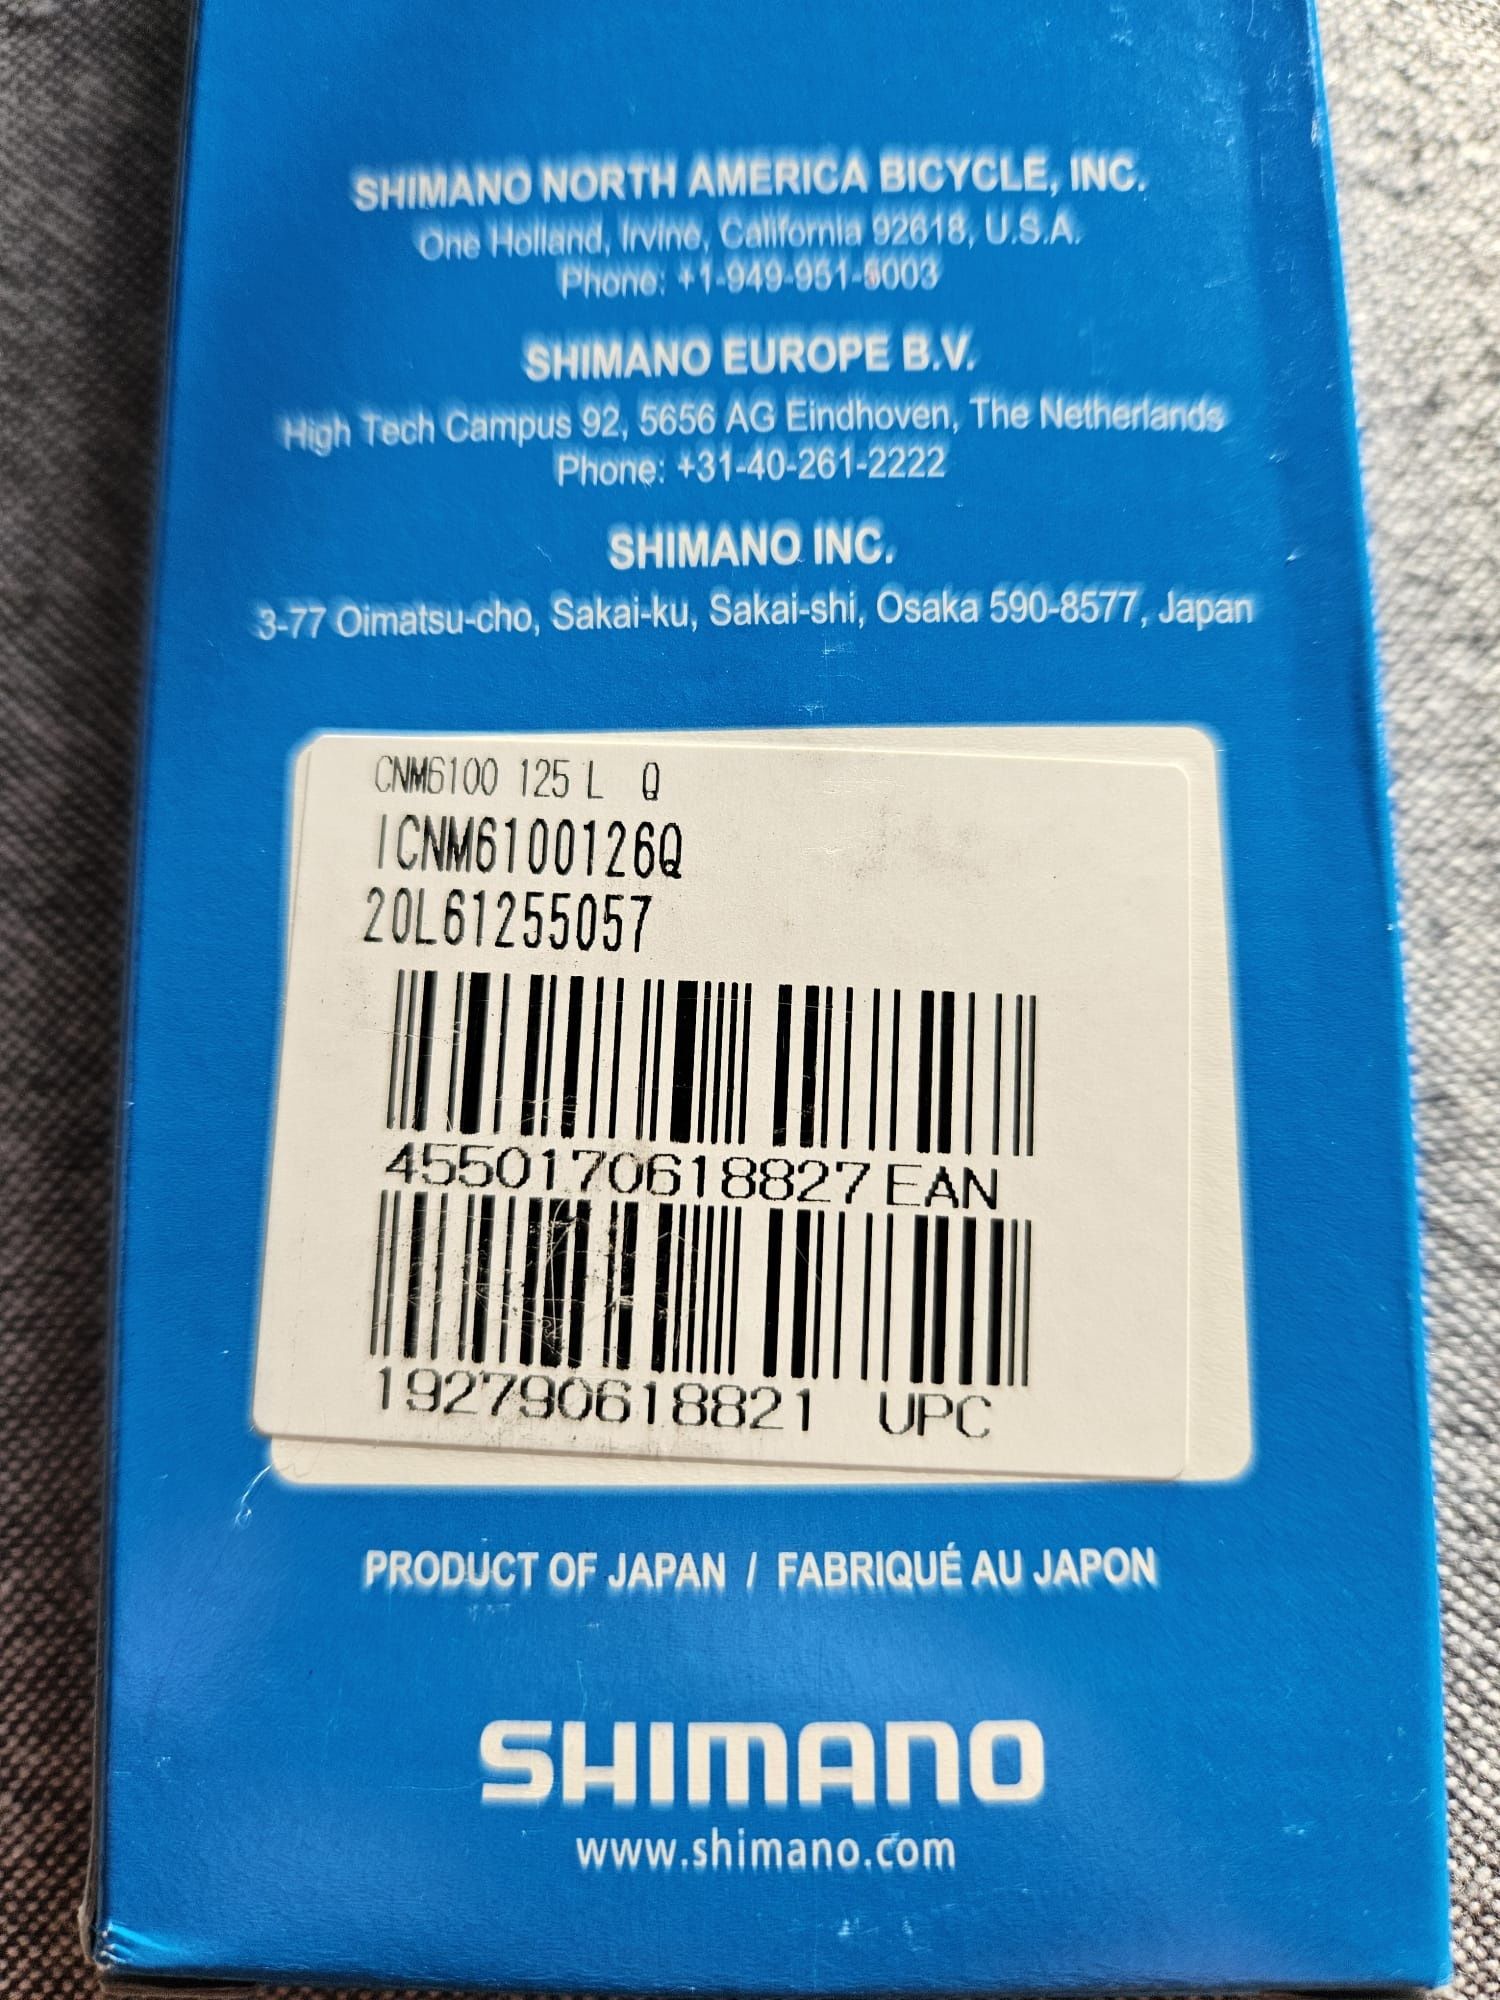 SHIMANO NORTH AMERICA BICYCLE, INC.
One Holland, Irvine, California 92618, U.S.A.
Phone: +1-949-951-5003
SHIMANO EUROPE B.V.
High Tech Campus 92, 5656 AG Eindhoven, The Netherlands
Phone: +31-40-261-2222
SHIMANO INC.
3-77 Oimatsu-cho, Sakai-ku, Sakai-shi, Osaka 590-8577, Japan
CNM6100 125 L Q
ICNM6100126Q
20L61255057
4550170618827 EAN
192790618821 UPC
PRODUCT OF JAPAN / FABRIQUÉ AU JAPON
SHIMANO
www.shimano.com